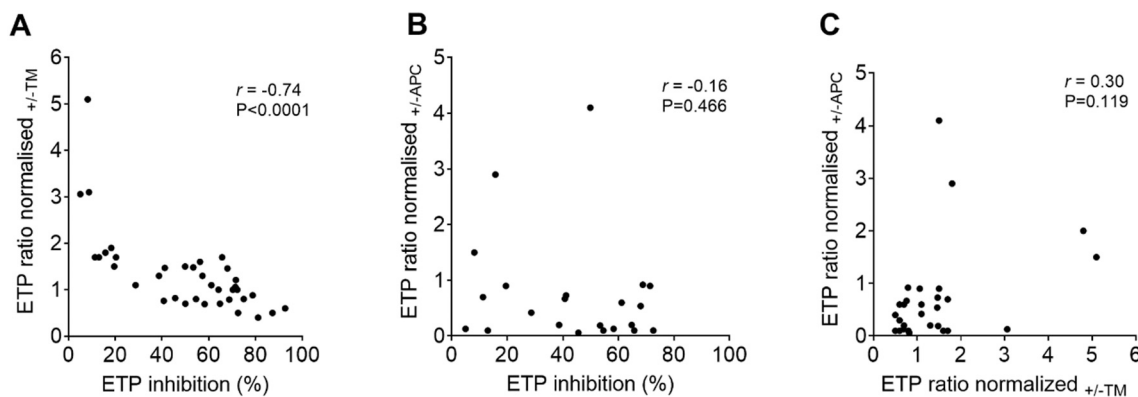 A
ETP ratio normalised +/-TM
6
5
4
3
2
1
0
r = -0.74
P<0.0001
0 20 40 60 80 100
ETP inhibition (%)
B
ETP ratio normalised +/-APC
5
4
3
2
1
0
r = -0.16
P=0.466
0 20 40 60 80 100
ETP inhibition (%)
C
ETP ratio normalised +/-APC
5
4
3
2
1
0
r = 0.30
P=0.119
0 1 2 3 4 5 6
ETP ratio normalized +/-TM